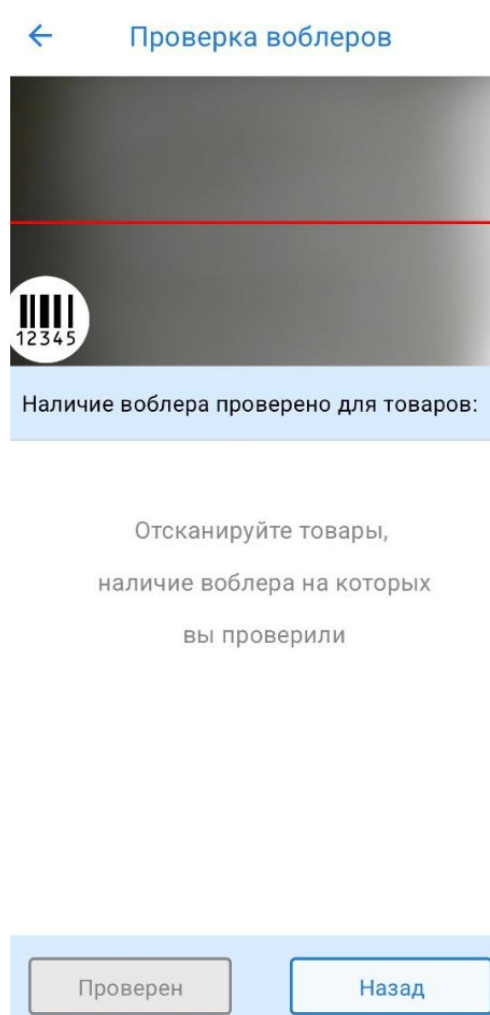 Проверка воблеров
12345
Наличие воблера проверено для товаров:
Отсканируйте товары,
наличие воблера на которых
вы проверили
Проверен
Назад